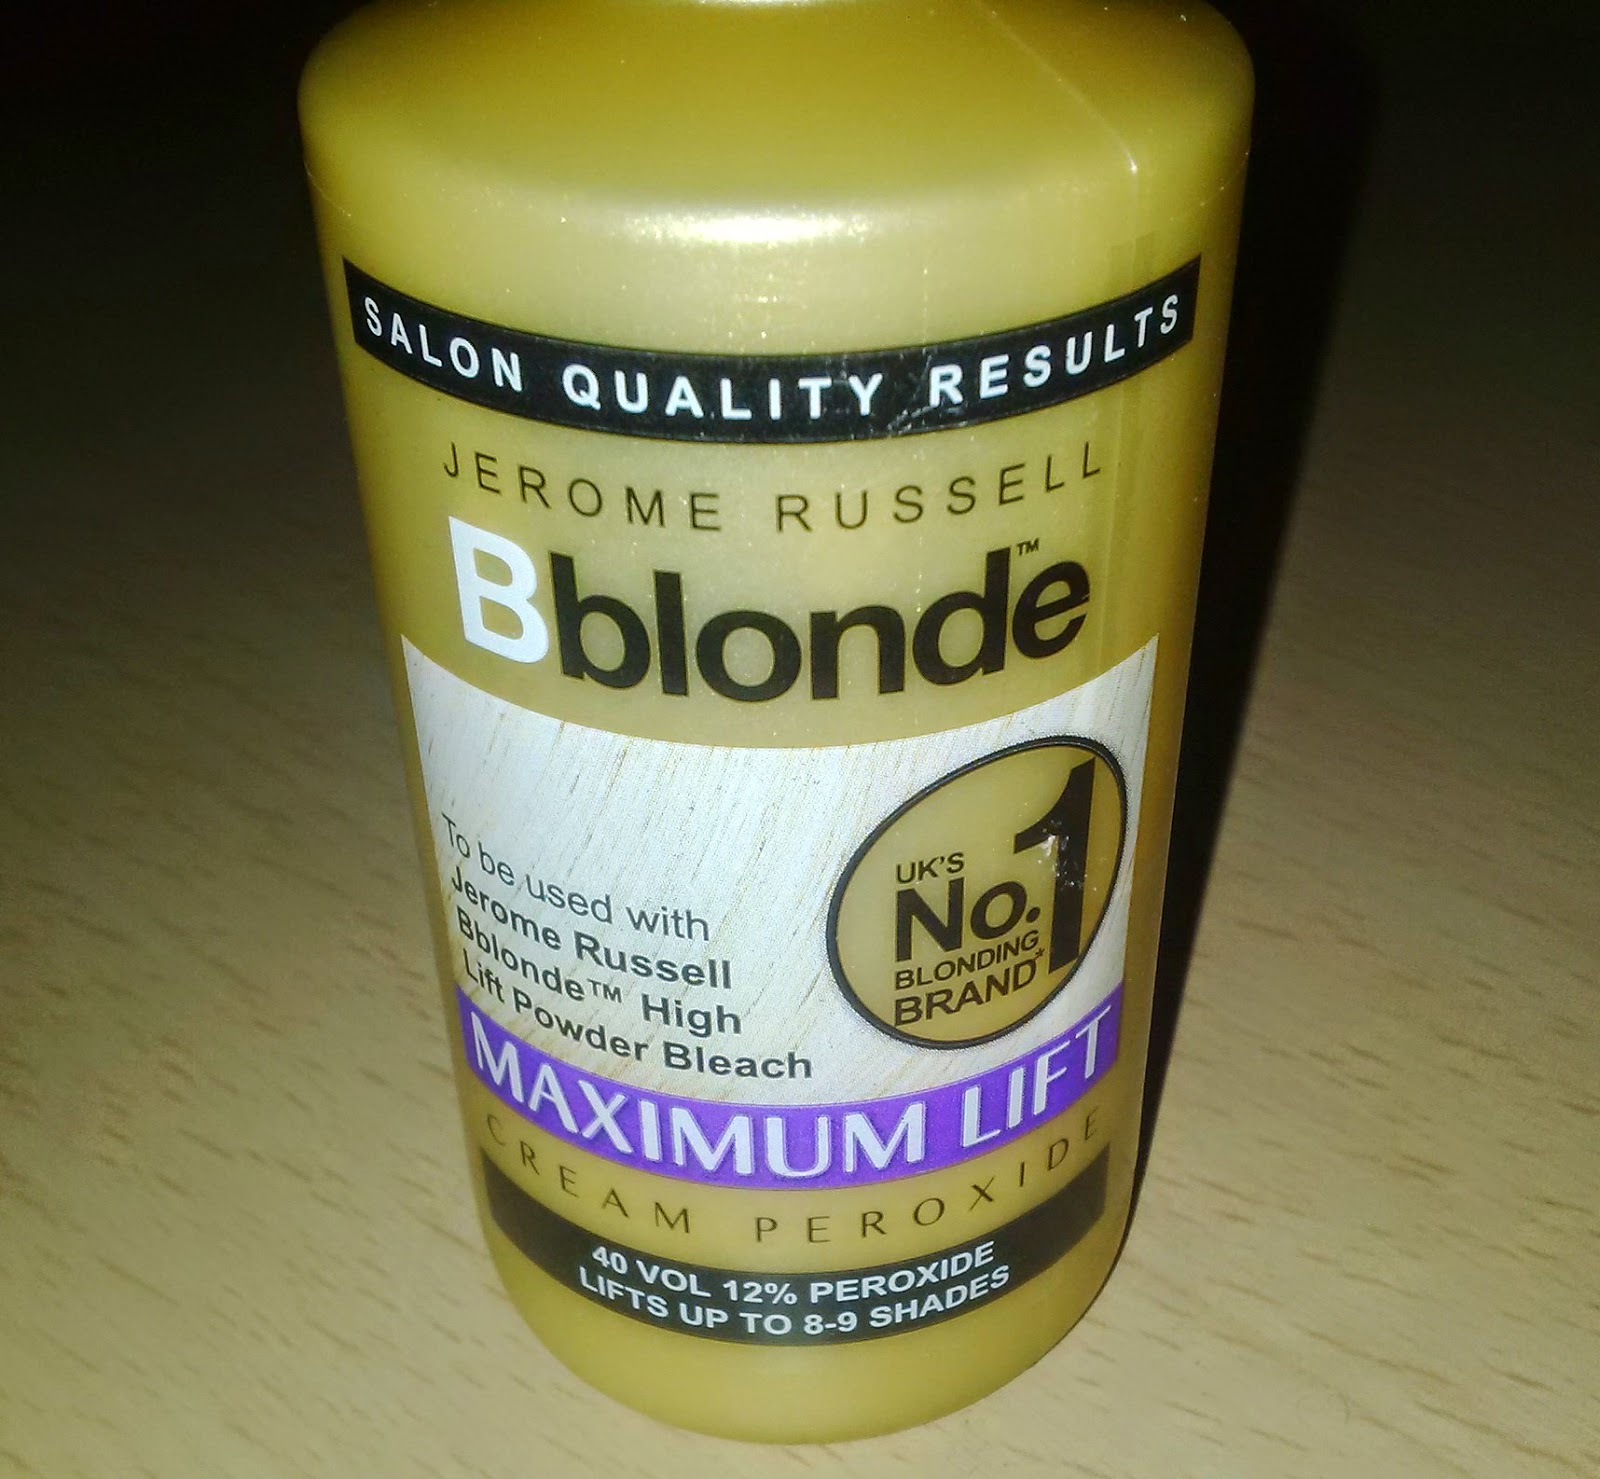 SALON QUALITY RESULTS
JEROME RUSSELL
Bblonde™
To be used with
Jerome Russell
Bblonde™ High
Lift Powder Bleach
UK'S
No.1
BLONDING
BRAND*
MAXIMUM LIFT
CREAM PEROXIDE
40 VOL 12% PEROXIDE
LIFTS UP TO 8-9 SHADES